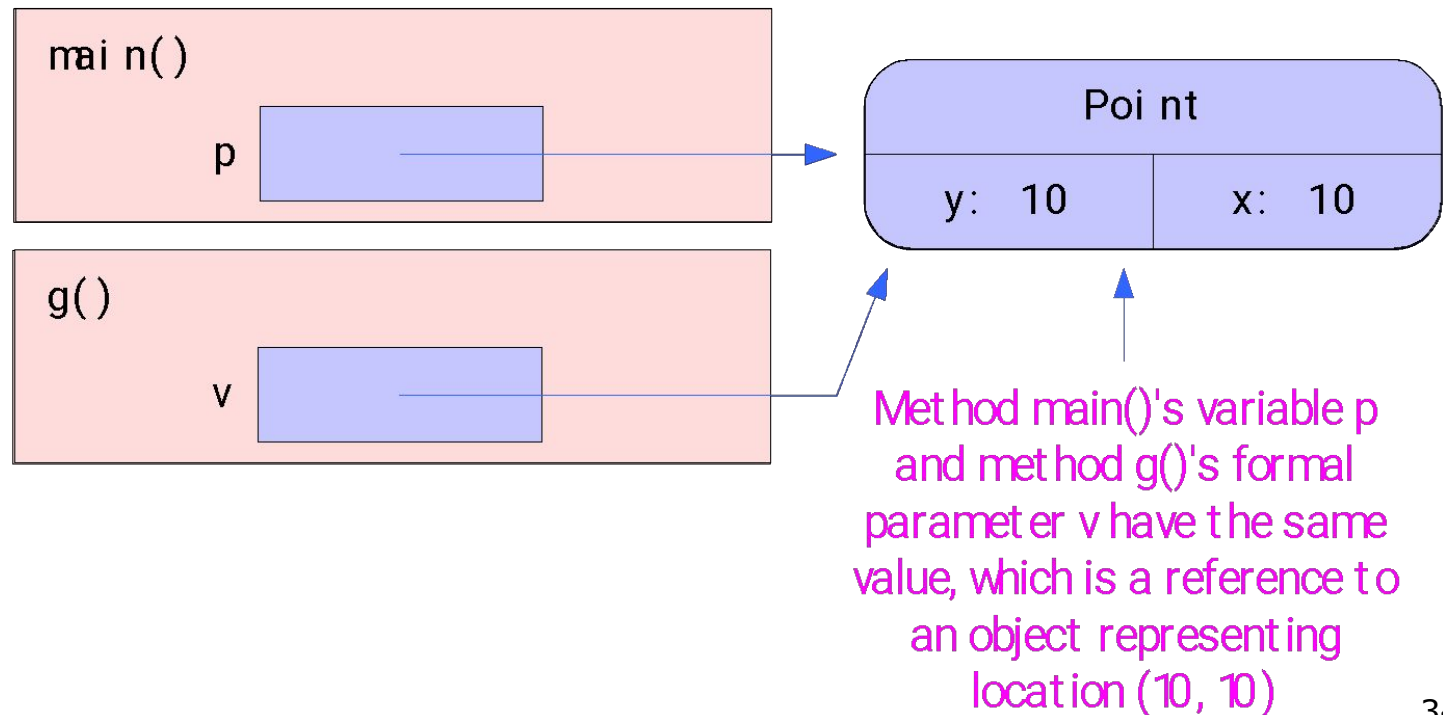 main()
p
Point
y: 10
x: 10
g()
v
Method main()'s variable p
and method g()'s formal
parameter v have the same
value, which is a reference to
an object representing
location (10, 10)